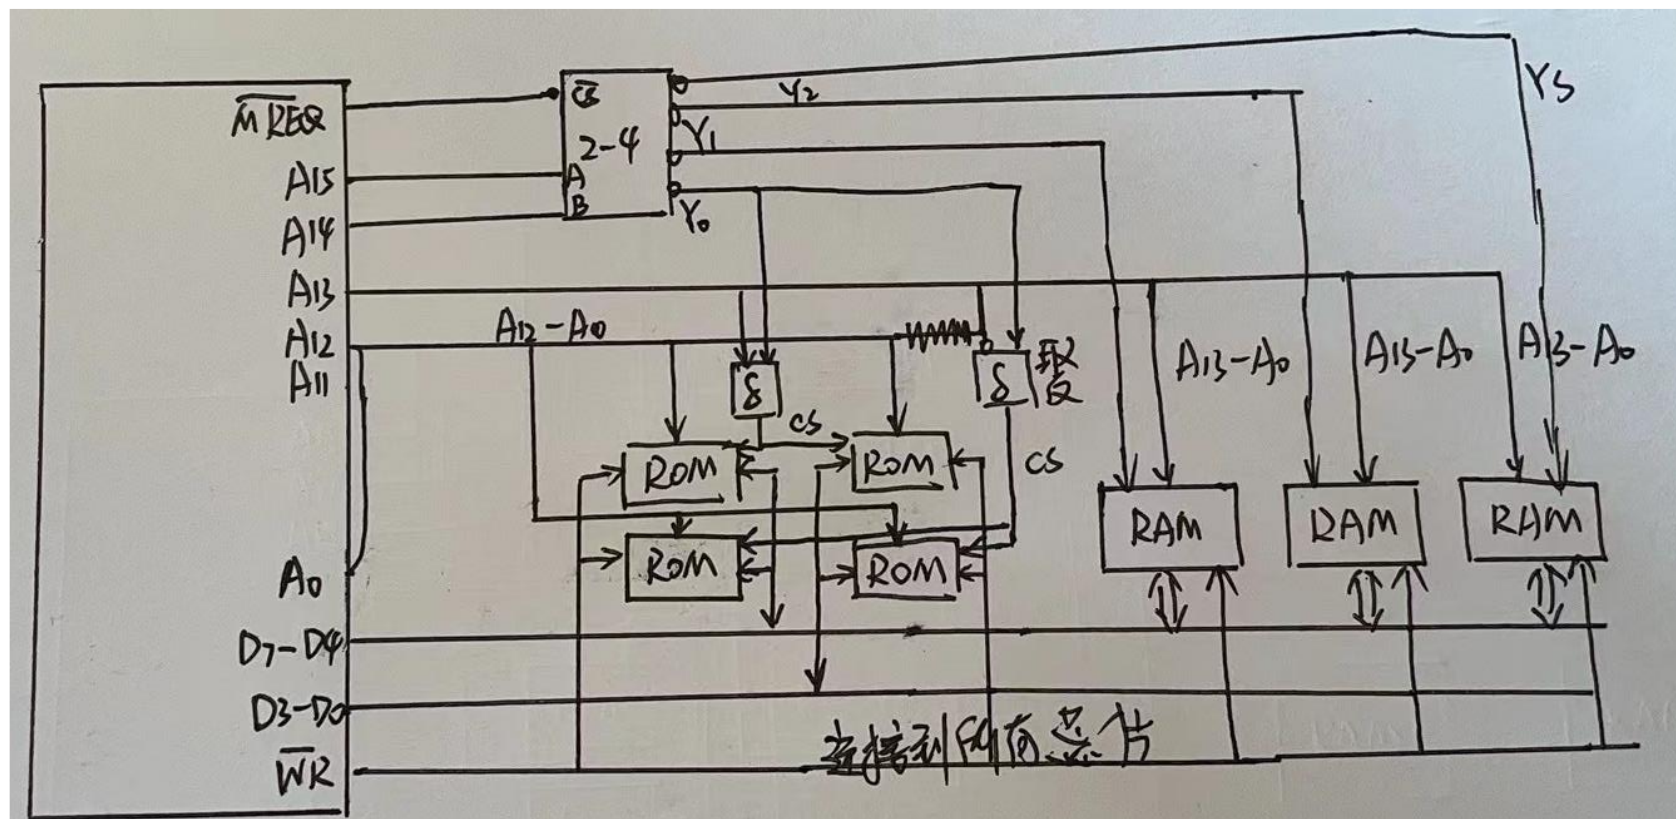 M̅R̅E̅Q̅
A15
A14
A13
A12
A11
A0
D7-D4
D3-D0
W̅R̅
C̅S̅
2-4
A
B
Y2
Y1
Y0
Y3
A12-A0
&
& 取反
CS
CS
ROM
ROM
ROM
ROM
A13-A0
A13-A0
A13-A0
RAM
RAM
RAM
连接到所有芯片